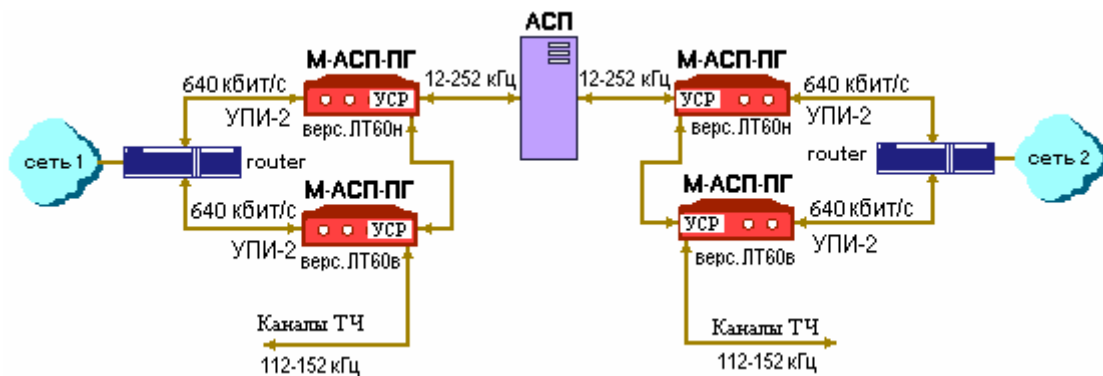 АСП
М-АСП-ПГ
М-АСП-ПГ
640 кбит/с
12-252 кГц
12-252 кГц
640 кбит/с
УСР
УСР
УПИ-2
верс. ЛТ60н
верс. ЛТ60н
УПИ-2
сеть 1
router
router
сеть 2
М-АСП-ПГ
М-АСП-ПГ
640 кбит/с
УСР
УСР
640 кбит/с
УПИ-2
верс. ЛТ60в
верс. ЛТ60в
УПИ-2
Каналы ТЧ
Каналы ТЧ
112-152 кГц
112-152 кГц